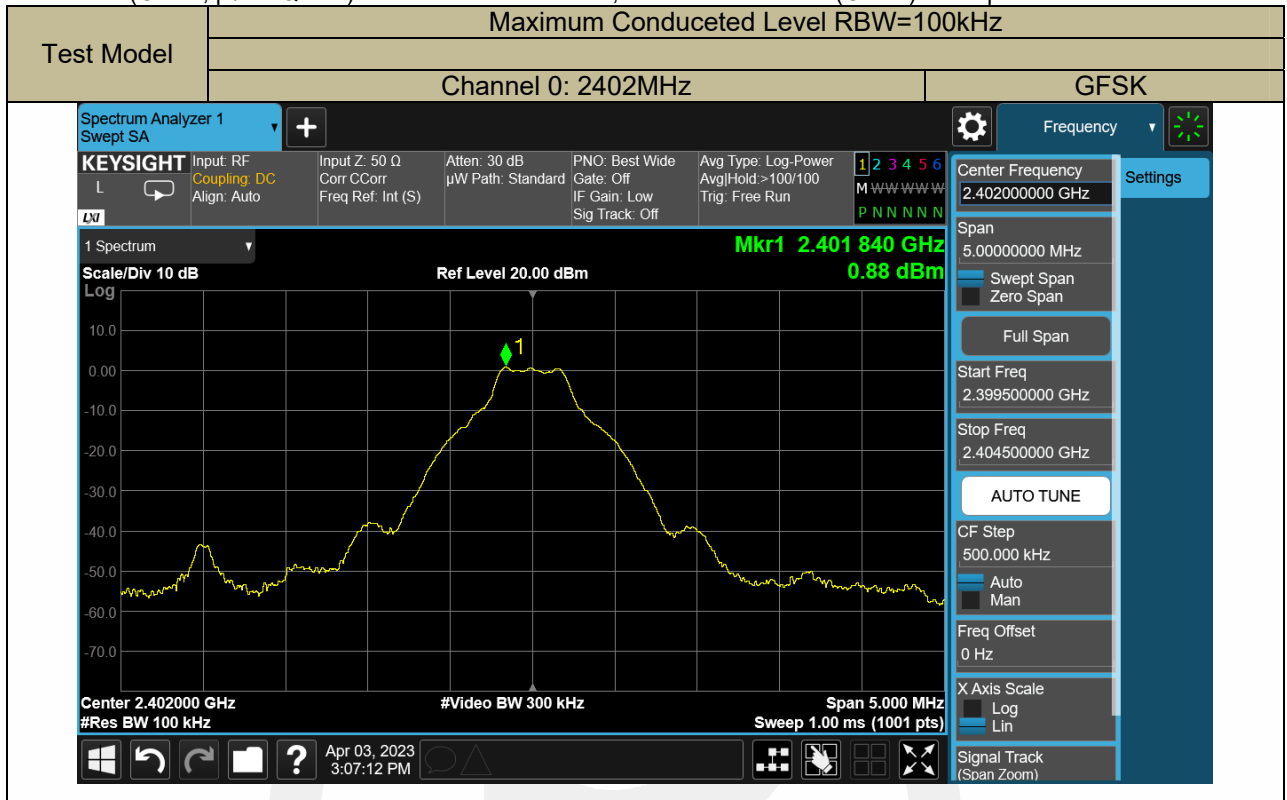 Maximum Conduceted Level RBW=100kHz
Test Model
Channel 0: 2402MHz
GFSK
Spectrum Analyzer 1
Swept SA
Frequency
KEYSIGHT
L
LXI
Input: RF
Coupling: DC
Align: Auto
Input Z: 50 Ω
Corr CCorr
Freq Ref: Int (S)
Atten: 30 dB
µW Path: Standard
PNO: Best Wide
Gate: Off
IF Gain: Low
Sig Track: Off
Avg Type: Log-Power
Avg|Hold:>100/100
Trig: Free Run
1 2 3 4 5 6
M W W W W W
P N N N N N
1 Spectrum
Scale/Div 10 dB
Log
Ref Level 20.00 dBm
Mkr1 2.401 840 GHz
0.88 dBm
1
10.0
0.00
-10.0
-20.0
-30.0
-40.0
-50.0
-60.0
-70.0
Center 2.402000 GHz
#Res BW 100 kHz
#Video BW 300 kHz
Span 5.000 MHz
Sweep 1.00 ms (1001 pts)
Apr 03, 2023
3:07:12 PM
Center Frequency
2.402000000 GHz
Settings
Span
5.00000000 MHz
Swept Span
Zero Span
Full Span
Start Freq
2.399500000 GHz
Stop Freq
2.404500000 GHz
AUTO TUNE
CF Step
500.000 kHz
Auto
Man
Freq Offset
0 Hz
X Axis Scale
Log
Lin
Signal Track
(Span Zoom)